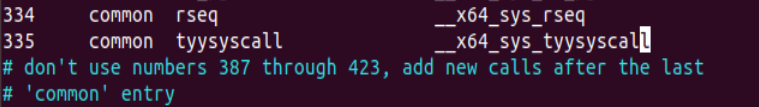 334 common rseq __x64_sys_rseq
335 common tyysyscall __x64_sys_tyysyscall
# don't use numbers 387 through 423, add new calls after the last
# 'common' entry